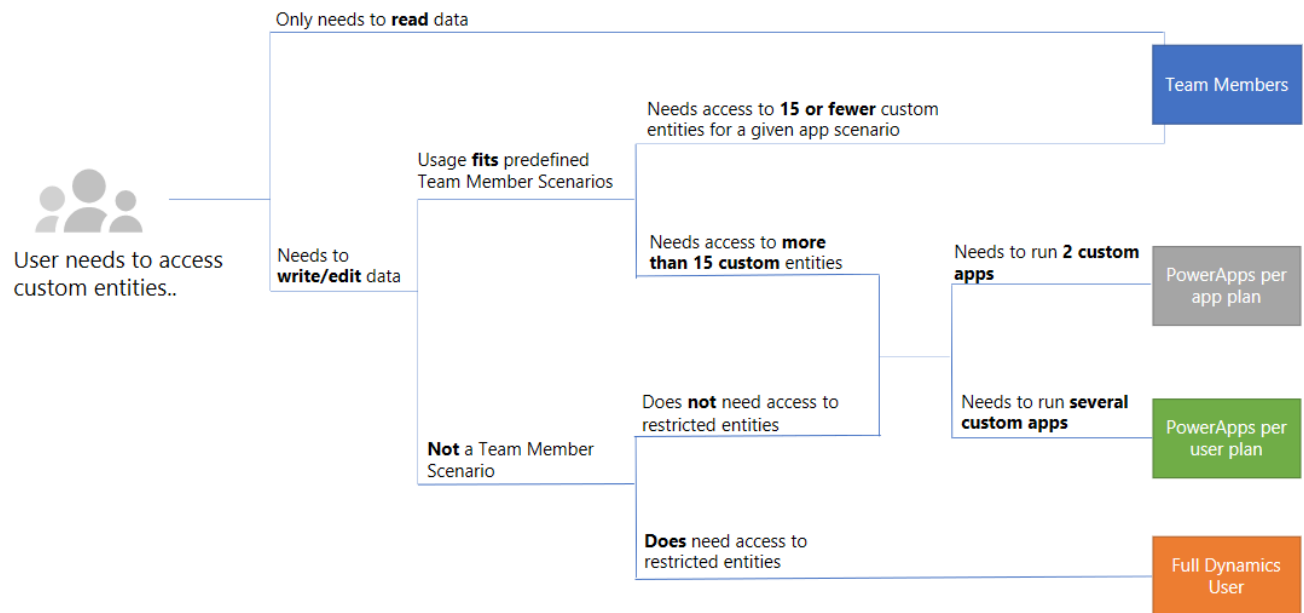 Only needs to read data
Team Members
Needs access to 15 or fewer custom
entities for a given app scenario
Usage fits predefined
Team Member Scenarios
User needs to access
custom entities..
Needs to
write/edit data
Needs access to more
than 15 custom entities
Needs to run 2 custom
apps
PowerApps per
app plan
Does not need access to
restricted entities
Needs to run several
custom apps
PowerApps per
user plan
Not a Team Member
Scenario
Does need access to
restricted entities
Full Dynamics
User